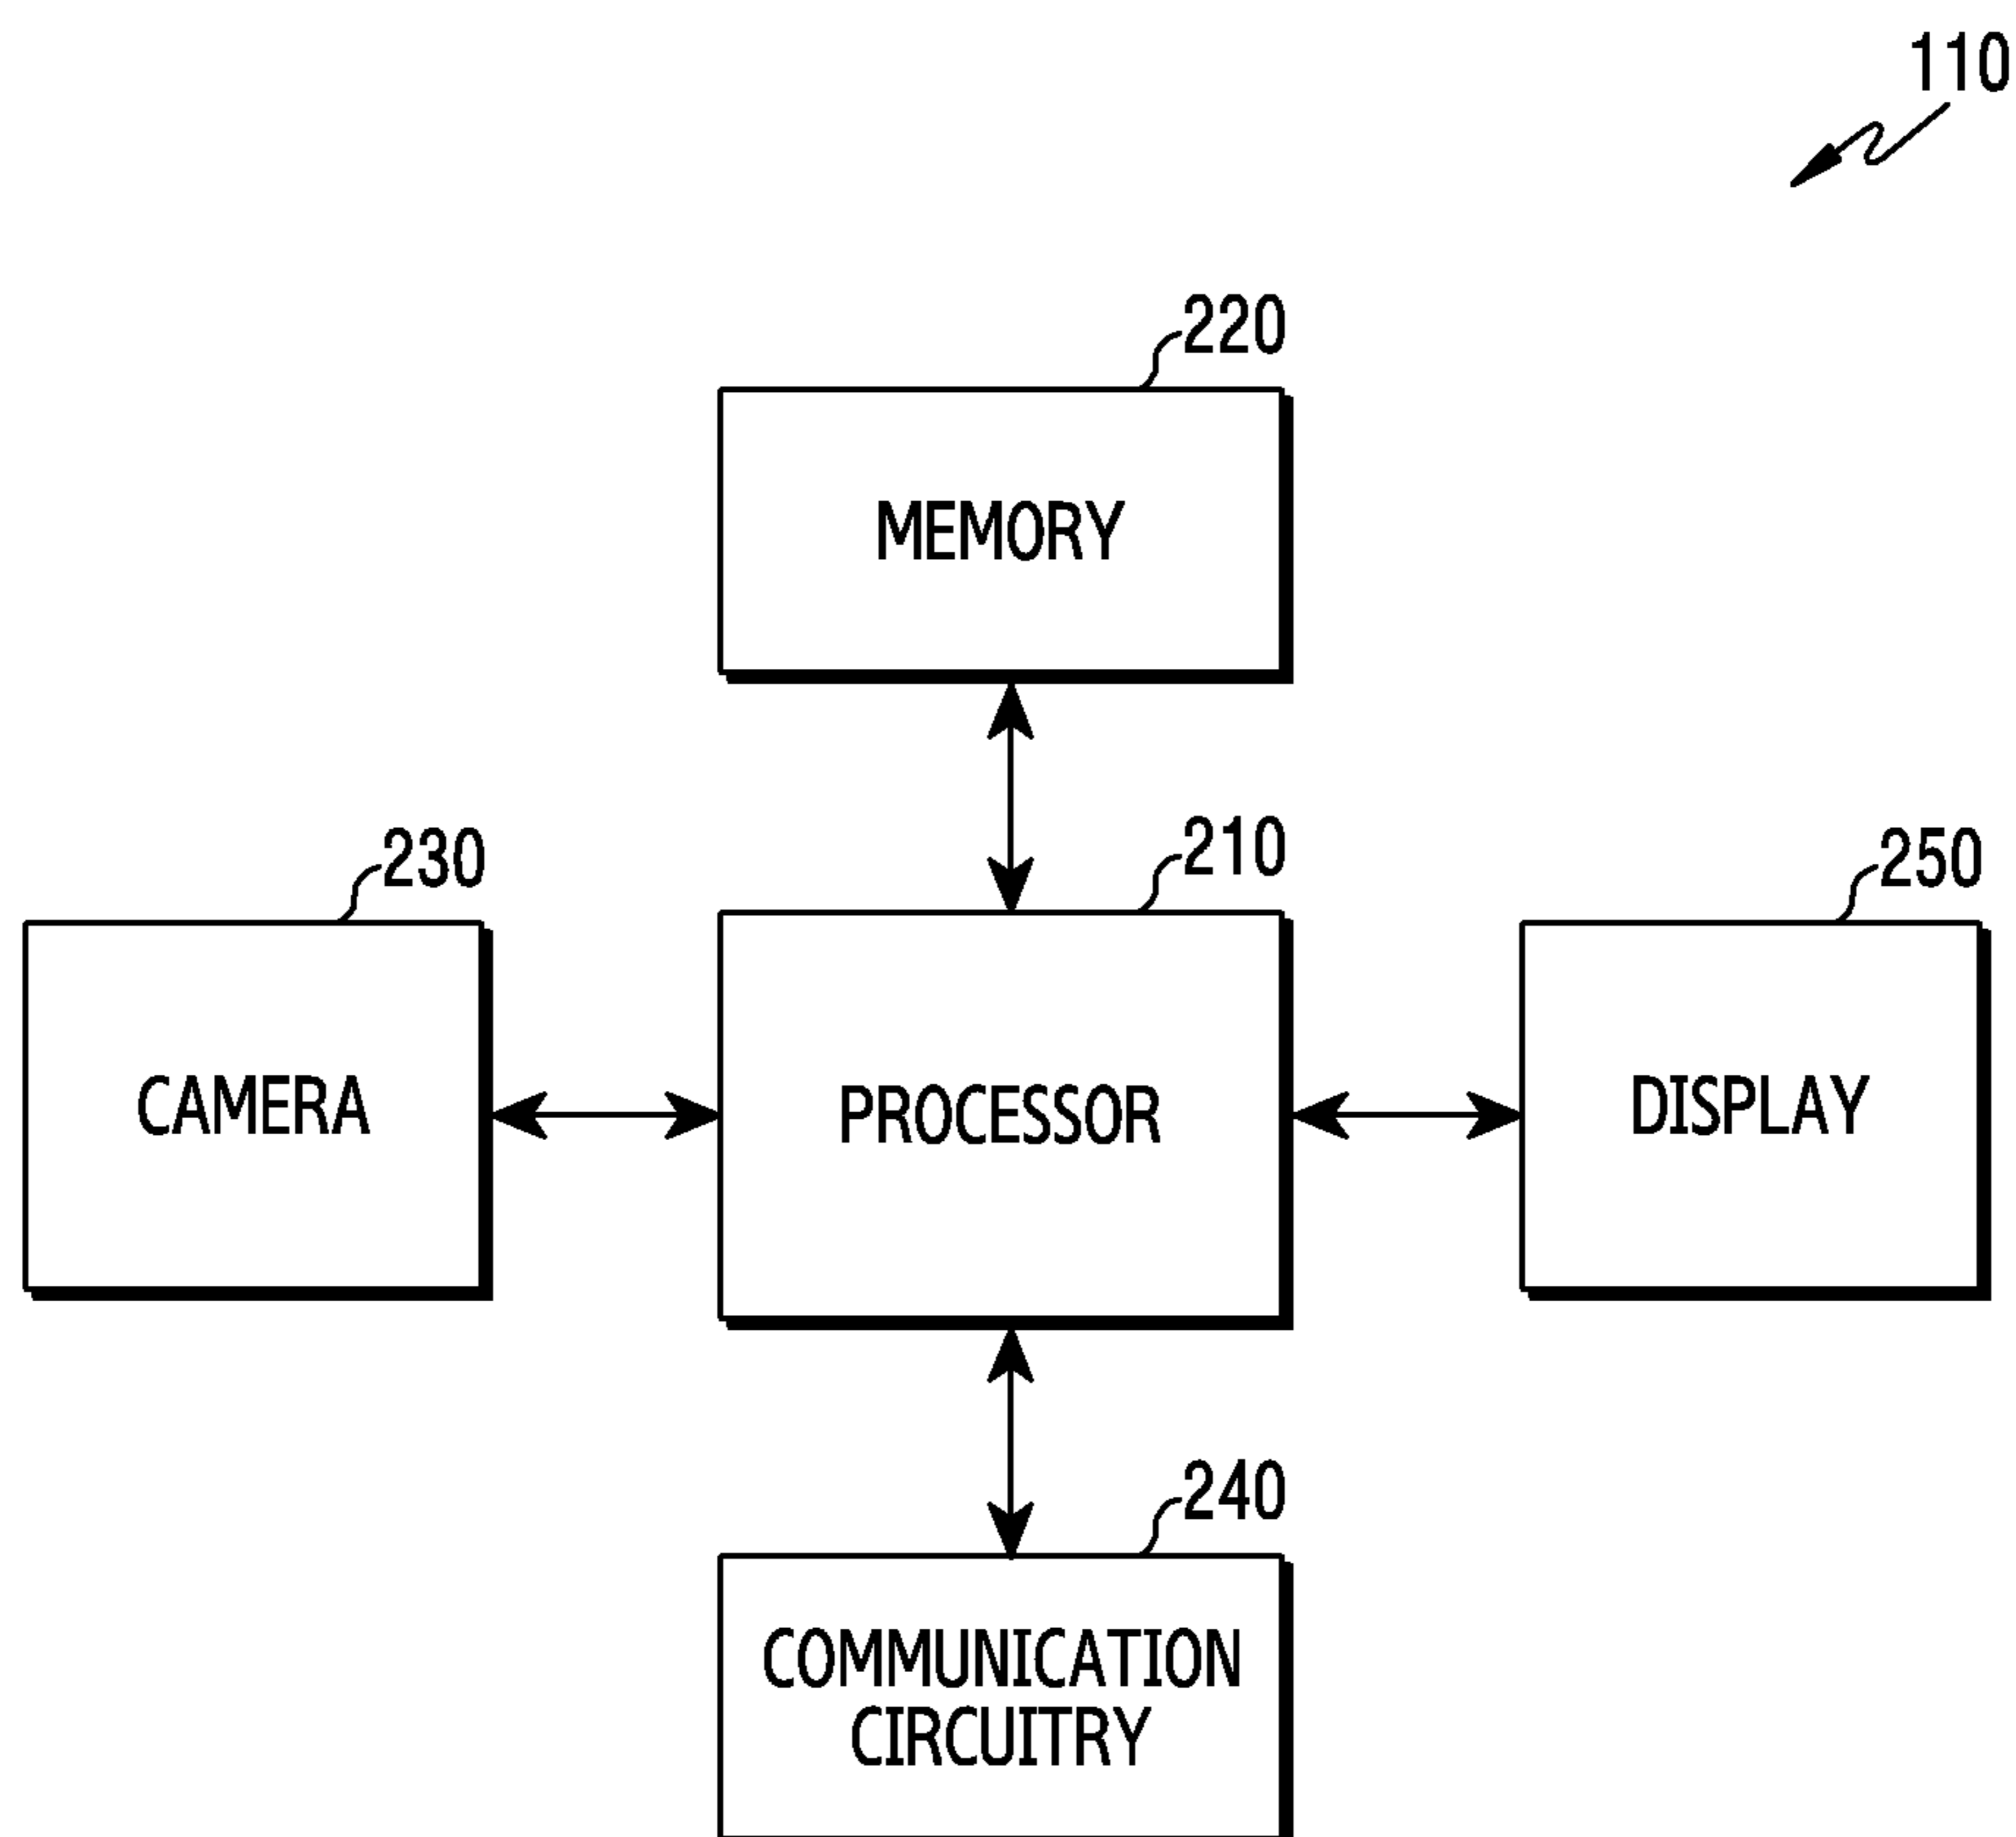 110
220
MEMORY
230
210
250
CAMERA
PROCESSOR
DISPLAY
240
COMMUNICATION
CIRCUITRY